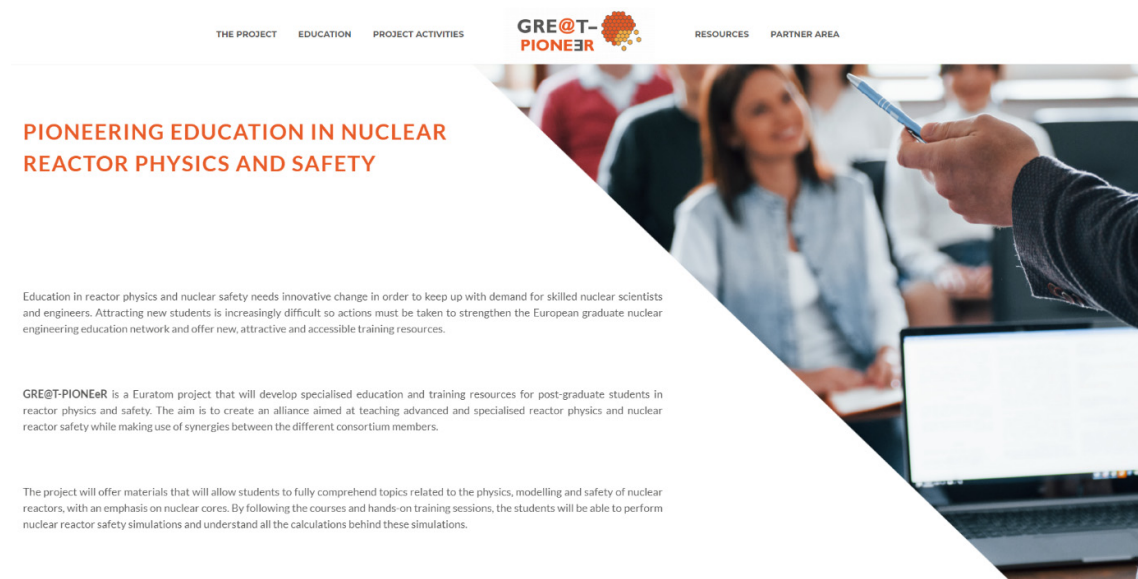 THE PROJECT EDUCATION PROJECT ACTIVITIES
GRE@T-
PIONEƎR
RESOURCES PARTNER AREA
PIONEERING EDUCATION IN NUCLEAR
REACTOR PHYSICS AND SAFETY
Education in reactor physics and nuclear safety needs innovative change in order to keep up with demand for skilled nuclear scientists
and engineers. Attracting new students is increasingly difficult so actions must be taken to strengthen the European graduate nuclear
engineering education network and offer new, attractive and accessible training resources.
GRE@T-PIONEeR is a Euratom project that will develop specialised education and training resources for post-graduate students in
reactor physics and safety. The aim is to create an alliance aimed at teaching advanced and specialised reactor physics and nuclear
reactor safety while making use of synergies between the different consortium members.
The project will offer materials that will allow students to fully comprehend topics related to the physics, modelling and safety of nuclear
reactors, with an emphasis on nuclear cores. By following the courses and hands-on training sessions, the students will be able to perform
nuclear reactor safety simulations and understand all the calculations behind these simulations.